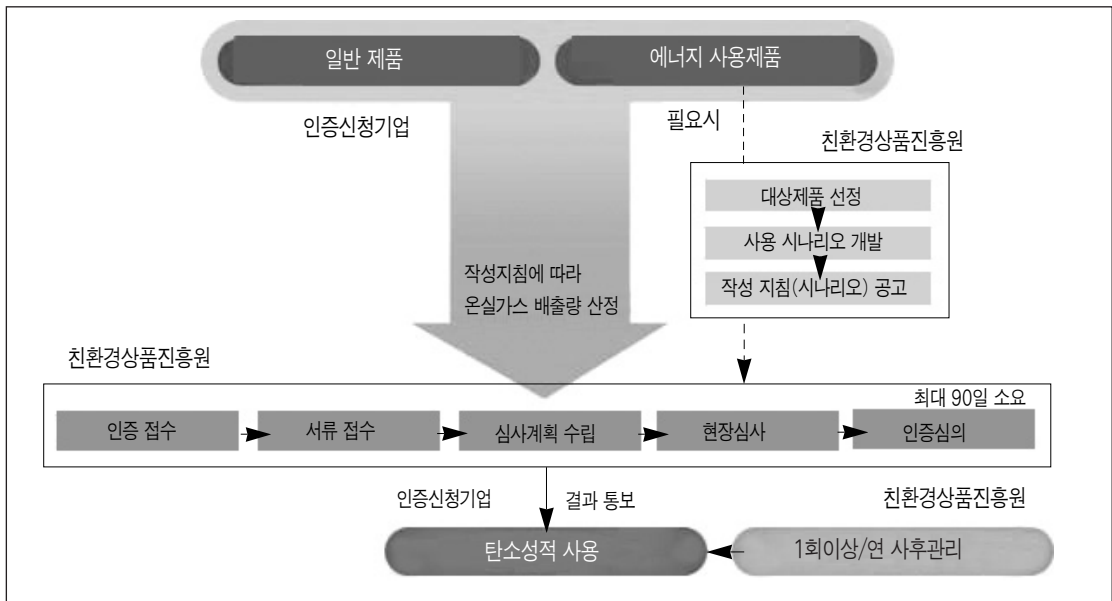 일반 제품
에너지 사용제품
인증신청기업
필요시
친환경상품진흥원
대상제품 선정
사용 시나리오 개발
작성 지침(시나리오) 공고
작성지침에 따라
온실가스 배출량 산정
친환경상품진흥원
최대 90일 소요
인증 접수
서류 접수
심사계획 수립
현장심사
인증심의
인증신청기업
결과 통보
친환경상품진흥원
탄소성적 사용
1회이상/연 사후관리